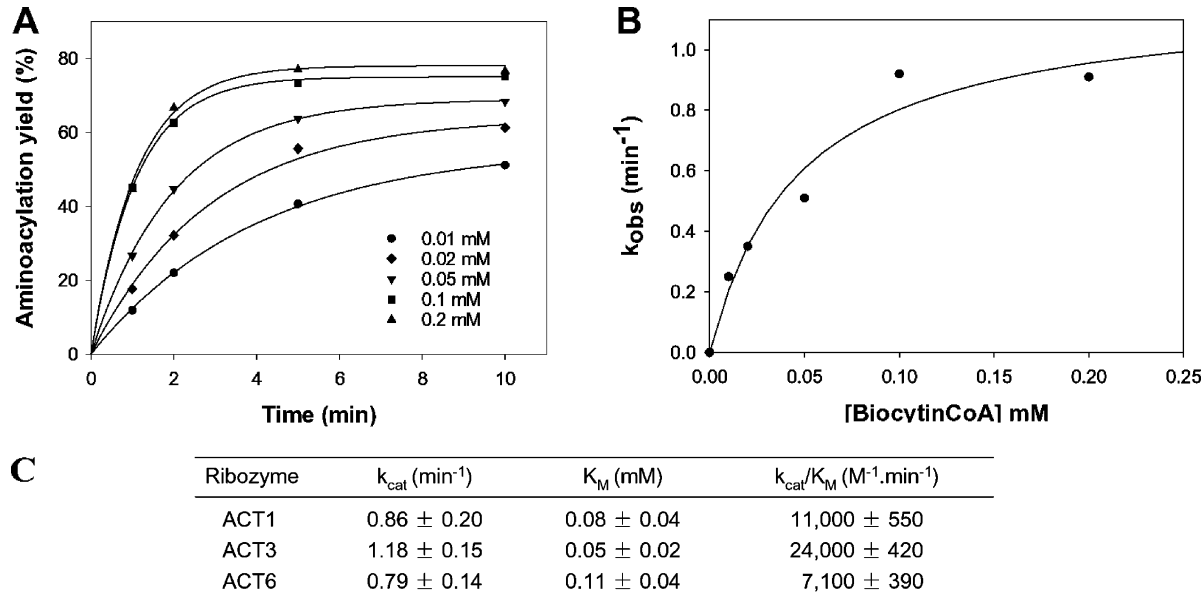 A
Aminoacylation yield (%)
80
60
40
20
0
0 2 4 6 8 10
Time (min)
0.01 mM
0.02 mM
0.05 mM
0.1 mM
0.2 mM
B
kobs (min-1)
1.0
0.8
0.6
0.4
0.2
0.0
0.00 0.05 0.10 0.15 0.20 0.25
[BiocytinCoA] mM
C
Ribozyme kcat (min-1) KM (mM) kcat/KM (M-1.min-1)
ACT1 0.86 ± 0.20 0.08 ± 0.04 11,000 ± 550
ACT3 1.18 ± 0.15 0.05 ± 0.02 24,000 ± 420
ACT6 0.79 ± 0.14 0.11 ± 0.04 7,100 ± 390